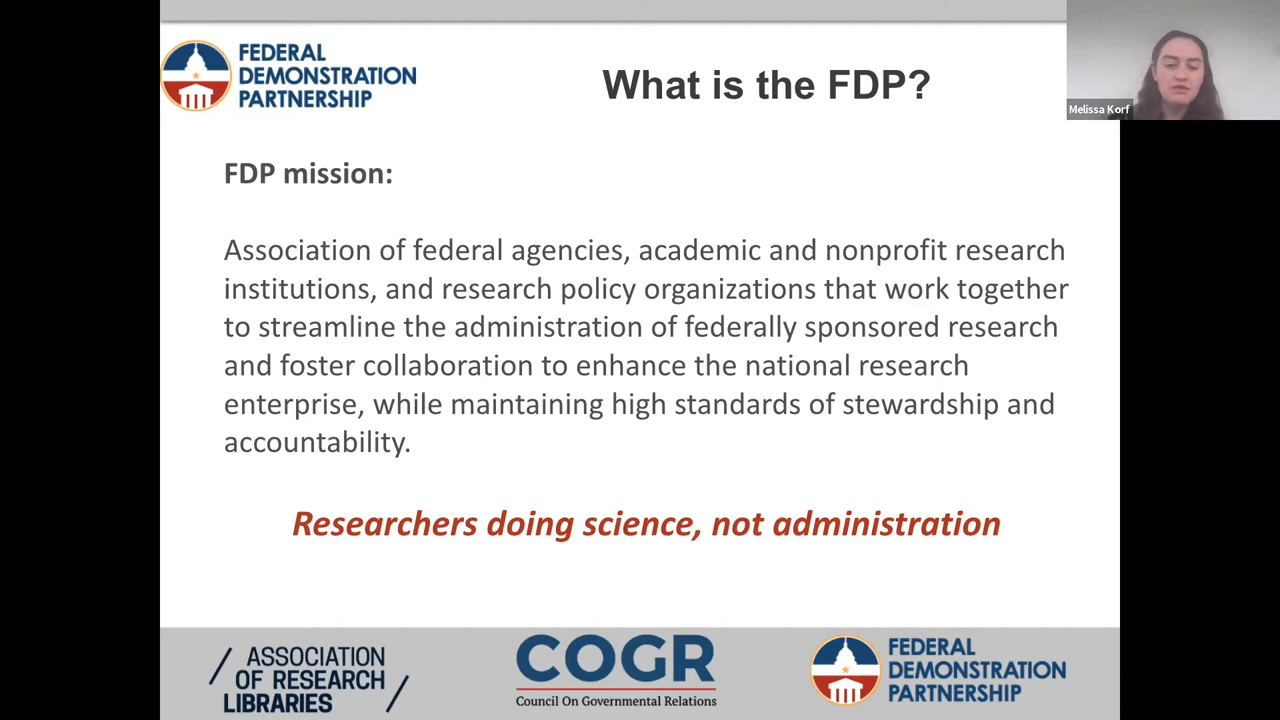 FEDERAL
DEMONSTRATION
PARTNERSHIP
What is the FDP?
Melissa Korf
FDP mission:
Association of federal agencies, academic and nonprofit research
institutions, and research policy organizations that work together
to streamline the administration of federally sponsored research
and foster collaboration to enhance the national research
enterprise, while maintaining high standards of stewardship and
accountability.
Researchers doing science, not administration
ASSOCIATION
OF RESEARCH
LIBRARIES
COGR
Council On Governmental Relations
FEDERAL
DEMONSTRATION
PARTNERSHIP